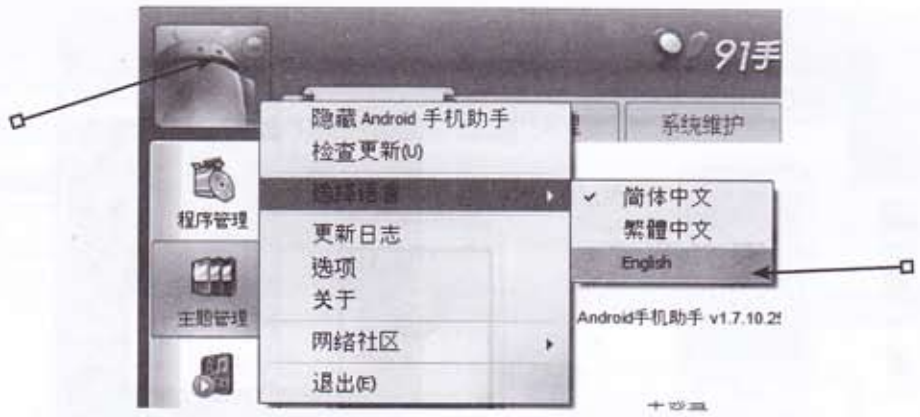 91手
隐藏 Android 手机助手
系统维护
检查更新(U)
程序管理
选择语言
✓ 简体中文
繁體中文
English
更新日志
选项
关于
主题管理
Android手机助手 v1.7.10.25
网络社区
退出(E)